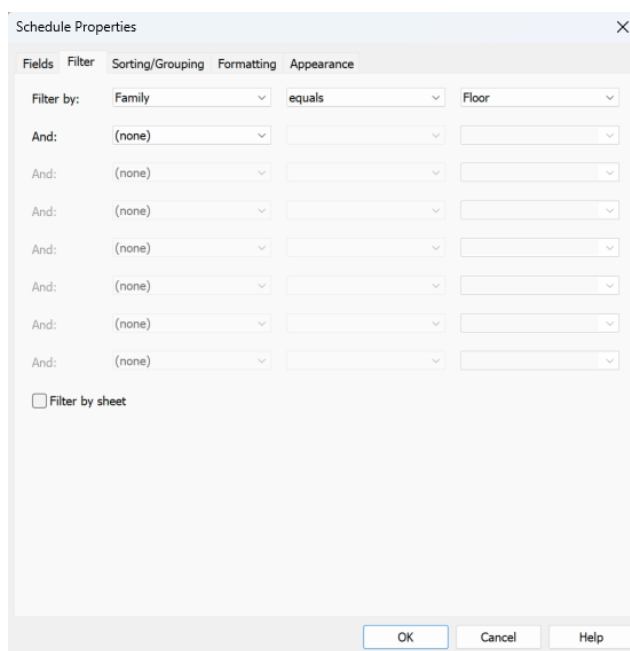 Schedule Properties
Fields Filter Sorting/Grouping Formatting Appearance
Filter by: Family equals Floor
And: (none)
And: (none)
And: (none)
And: (none)
And: (none)
And: (none)
And: (none)
Filter by sheet
OK Cancel Help